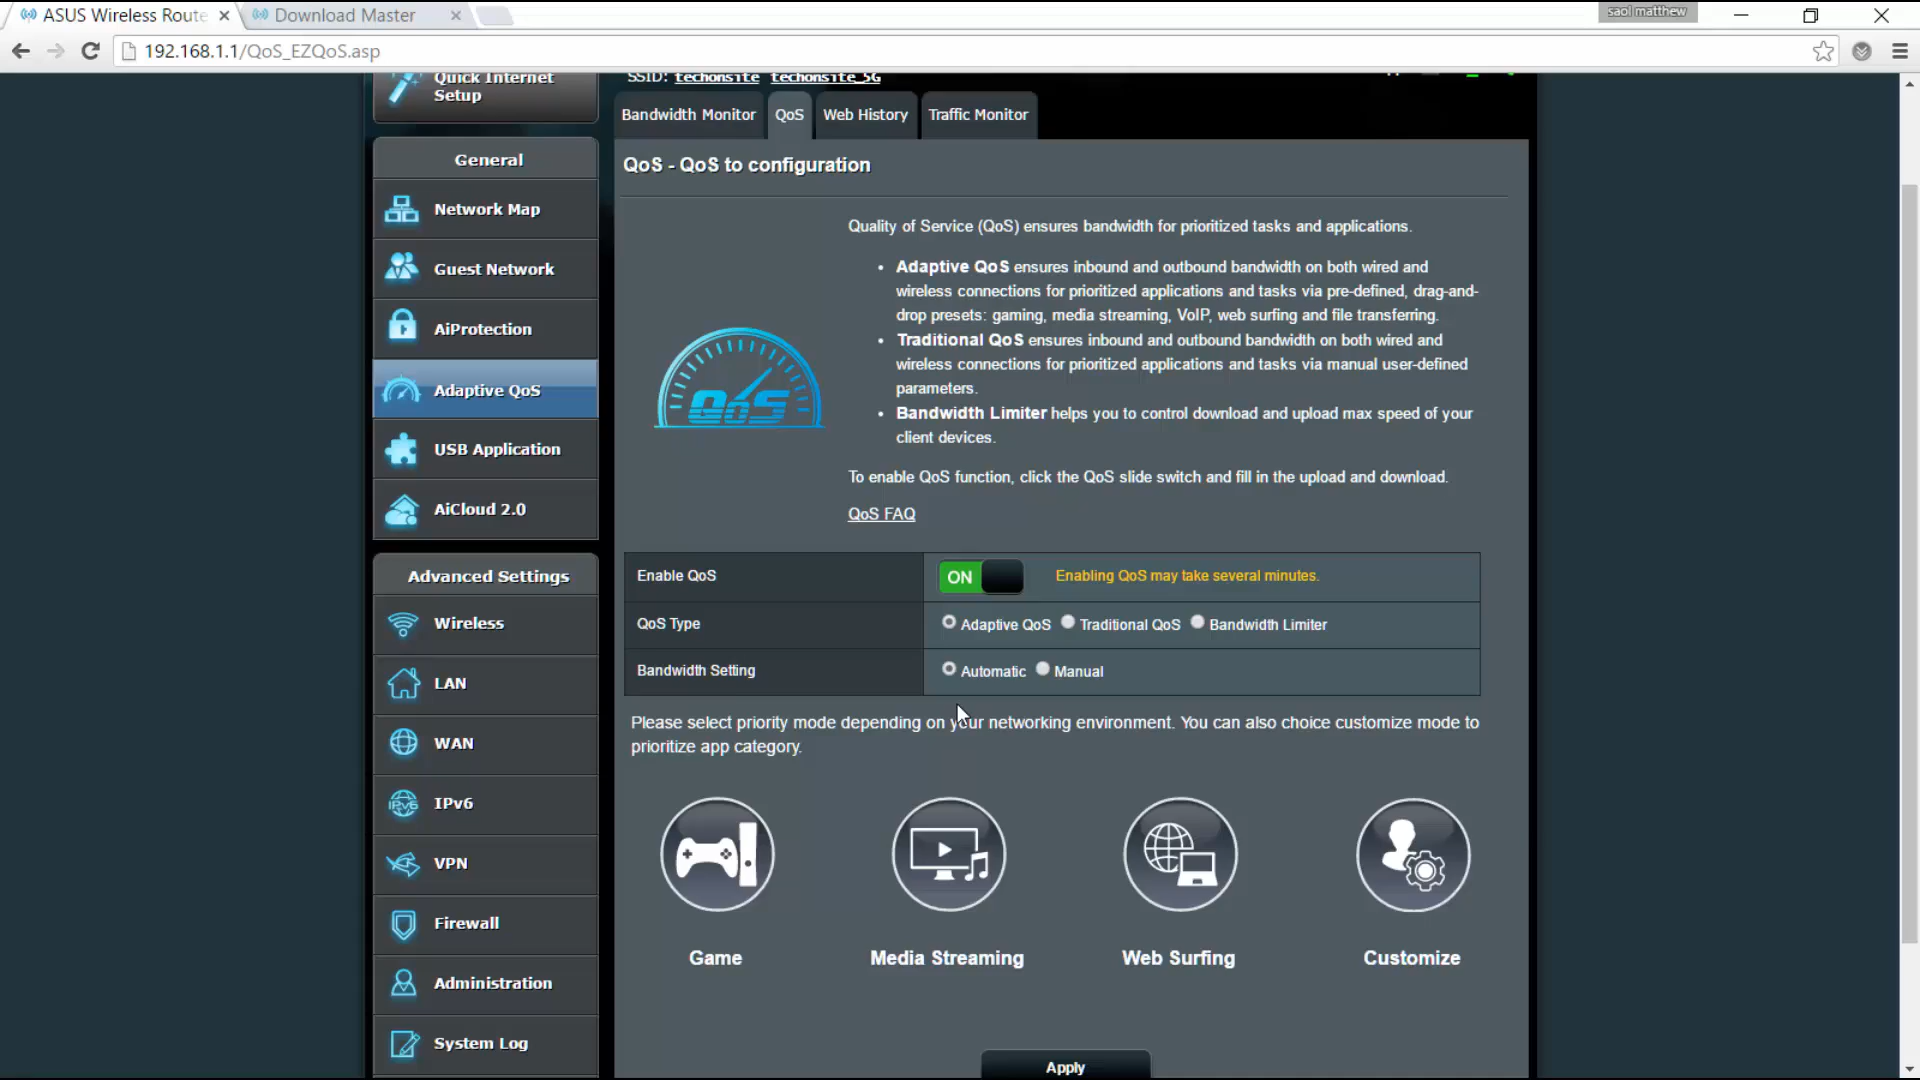 ASUS Wireless Route
Download Master
saol matthew
192.168.1.1/QoS_EZQoS.asp
Quick Internet
Setup
General
Network Map
Guest Network
AiProtection
Adaptive QoS
USB Application
AiCloud 2.0
Advanced Settings
Wireless
LAN
WAN
IPv6
IPv6
VPN
Firewall
Administration
System Log
SSID: techonsite techonsite_5G
Bandwidth Monitor QoS Web History Traffic Monitor
QoS - QoS to configuration
QoS
Quality of Service (QoS) ensures bandwidth for prioritized tasks and applications.
• Adaptive QoS ensures inbound and outbound bandwidth on both wired and
wireless connections for prioritized applications and tasks via pre-defined, drag-and-
drop presets: gaming, media streaming, VoIP, web surfing and file transferring.
• Traditional QoS ensures inbound and outbound bandwidth on both wired and
wireless connections for prioritized applications and tasks via manual user-defined
parameters.
• Bandwidth Limiter helps you to control download and upload max speed of your
client devices.
To enable QoS function, click the QoS slide switch and fill in the upload and download.
QoS FAQ
Enable QoS ON Enabling QoS may take several minutes.
QoS Type Adaptive QoS Traditional QoS Bandwidth Limiter
Bandwidth Setting Automatic Manual
Please select priority mode depending on your networking environment. You can also choice customize mode to
prioritize app category.
Game Media Streaming Web Surfing Customize
Apply